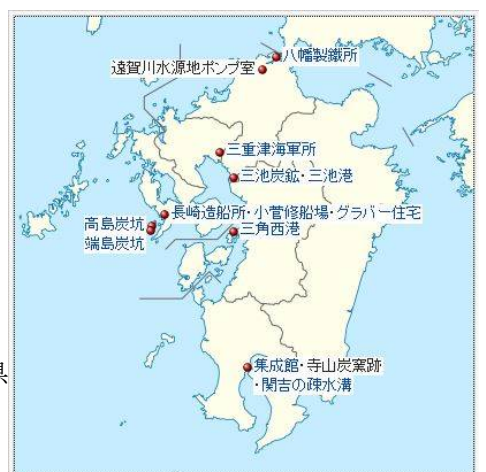 八幡製鐵所
遠賀川水源地ポンプ室
三重津海軍所
三池炭鉱・三池港
長崎造船所・小菅修船場・グラバー住宅
高島炭坑
端島炭坑
三角西港
県
集成館・寺山炭窯跡
・関吉の疎水溝